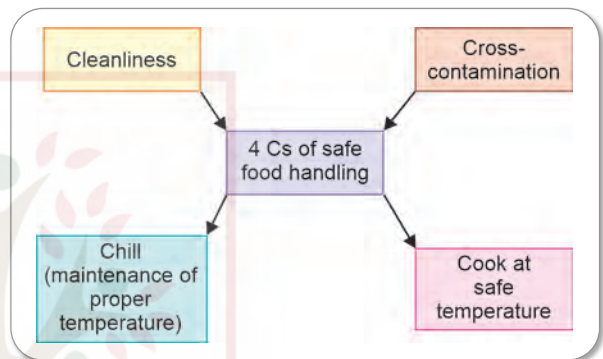 Cleanliness
Cross-
contamination
4 Cs of safe
food handling
Chill
(maintenance of
proper
temperature)
Cook at
safe
temperature